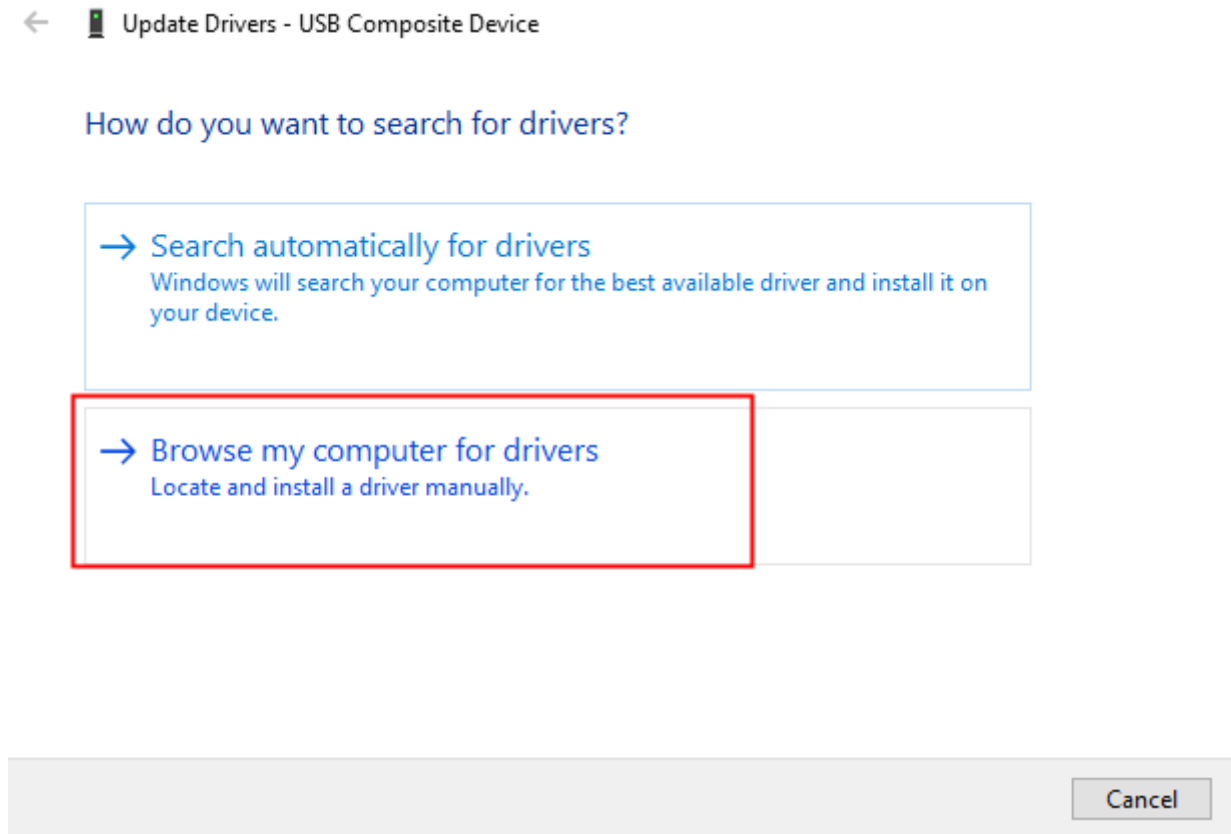 Update Drivers - USB Composite Device
How do you want to search for drivers?
Search automatically for drivers
Windows will search your computer for the best available driver and install it on
your device.
Browse my computer for drivers
Locate and install a driver manually.
Cancel